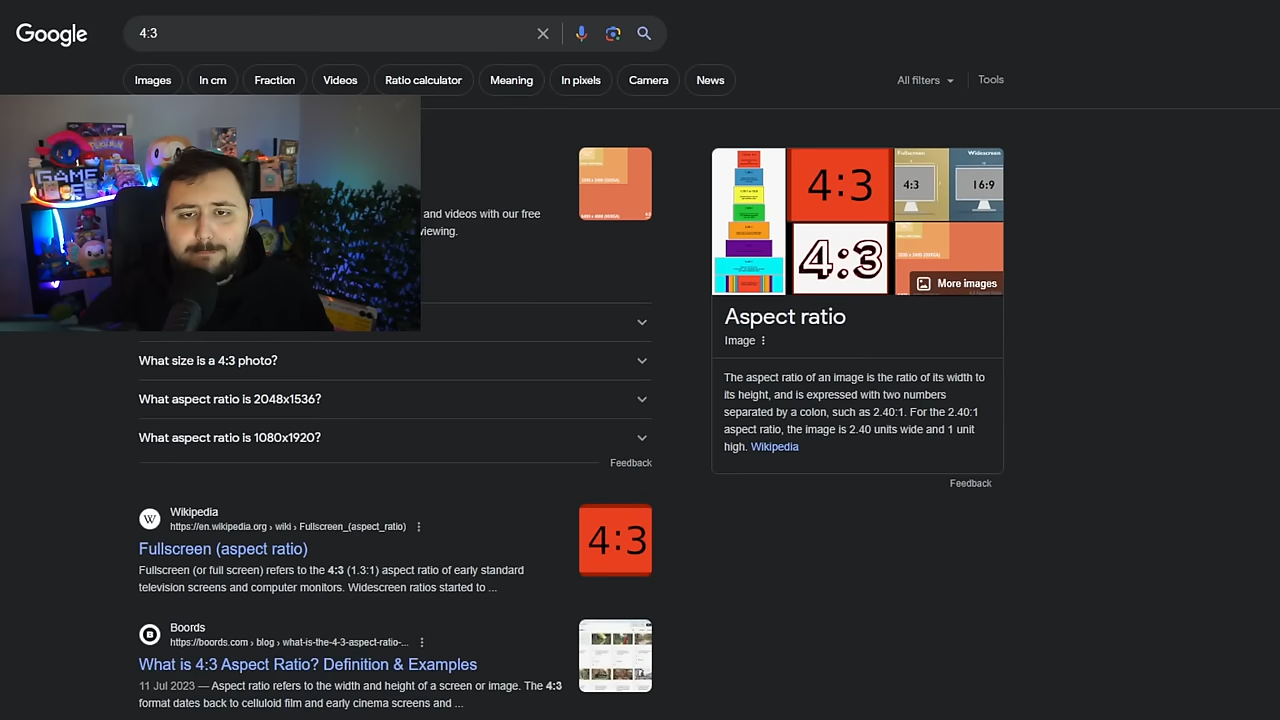 Google
4:3
Images
In cm
Fraction
Videos
Ratio calculator
Meaning
In pixels
Camera
News
All filters
Tools
GAME
and videos with our free
viewing.
What size is a 4:3 photo?
What aspect ratio is 2048x1536?
What aspect ratio is 1080x1920?
Feedback
Wikipedia
https://en.wikipedia.org › wiki › Fullscreen_(aspect_ratio)
Fullscreen (aspect ratio)
Fullscreen (or full screen) refers to the 4:3 (1.3:1) aspect ratio of early standard
television screens and computer monitors. Widescreen ratios started to ...
4:3
Boords
https://boords.com › blog › what-is-the-4-3-aspect-ratio-...
What is 4:3 Aspect Ratio? Definition & Examples
11 Jul 2023 — Aspect ratio refers to the width and height of a screen or image. The 4:3
format dates back to celluloid film and early cinema screens and ...
4:3
Fullscreen
Widescreen
4:3
16:9
4:3
More images
Aspect ratio
Image
The aspect ratio of an image is the ratio of its width to
its height, and is expressed with two numbers
separated by a colon, such as 2.40:1. For the 2.40:1
aspect ratio, the image is 2.40 units wide and 1 unit
high. Wikipedia
Feedback